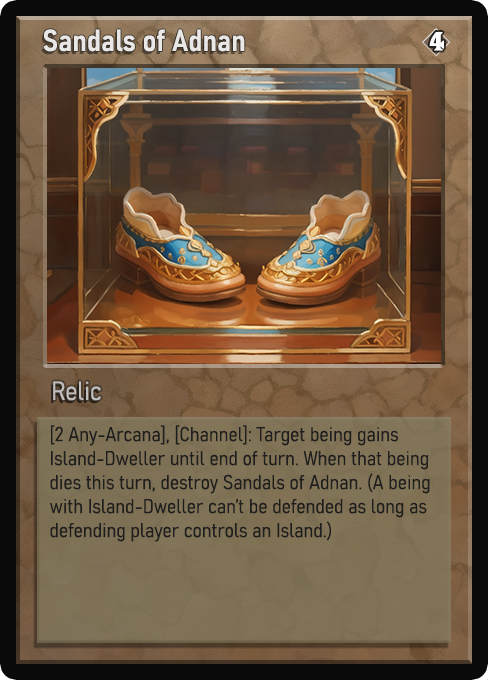 Sandals of Adnan
4
Relic
[2 Any-Arcana], [Channel]: Target being gains
Island-Dweller until end of turn. When that being
dies this turn, destroy Sandals of Adnan. (A being
with Island-Dweller can't be defended as long as
defending player controls an Island.)